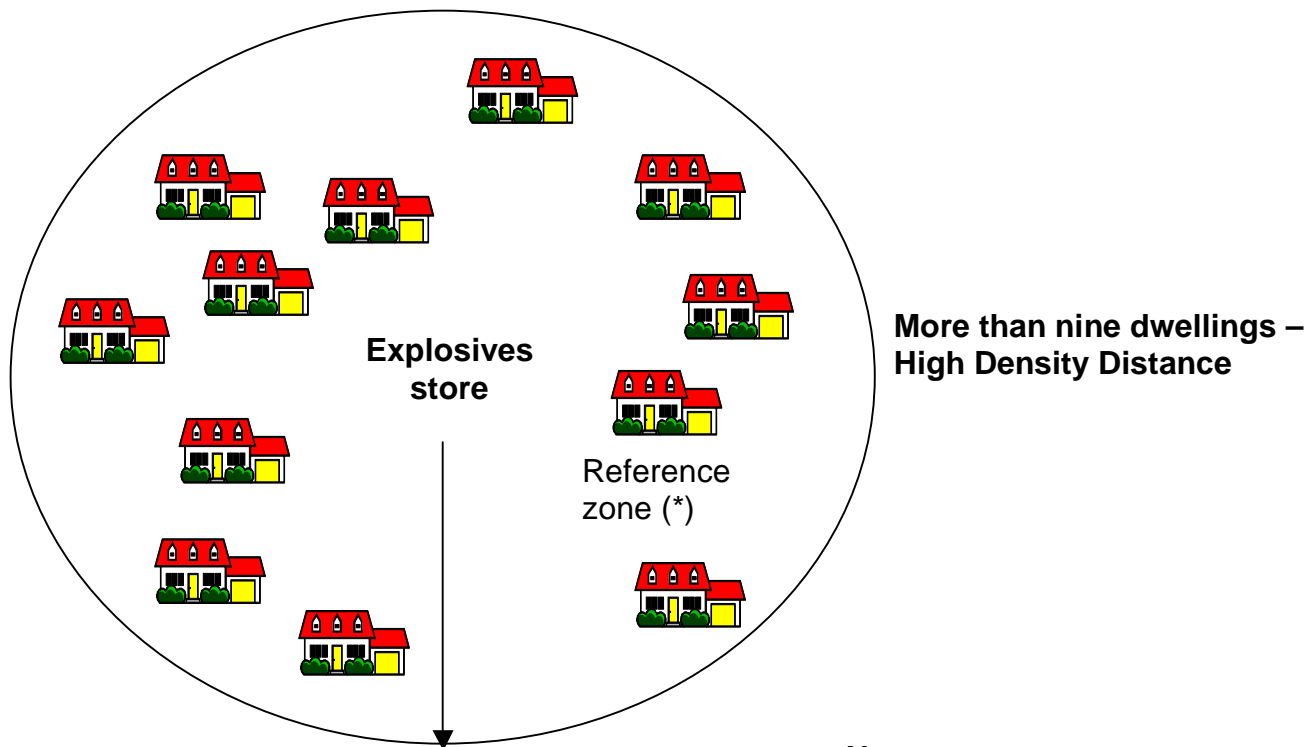 More than nine dwellings –
High Density Distance
Explosives
store
Reference
zone (*)